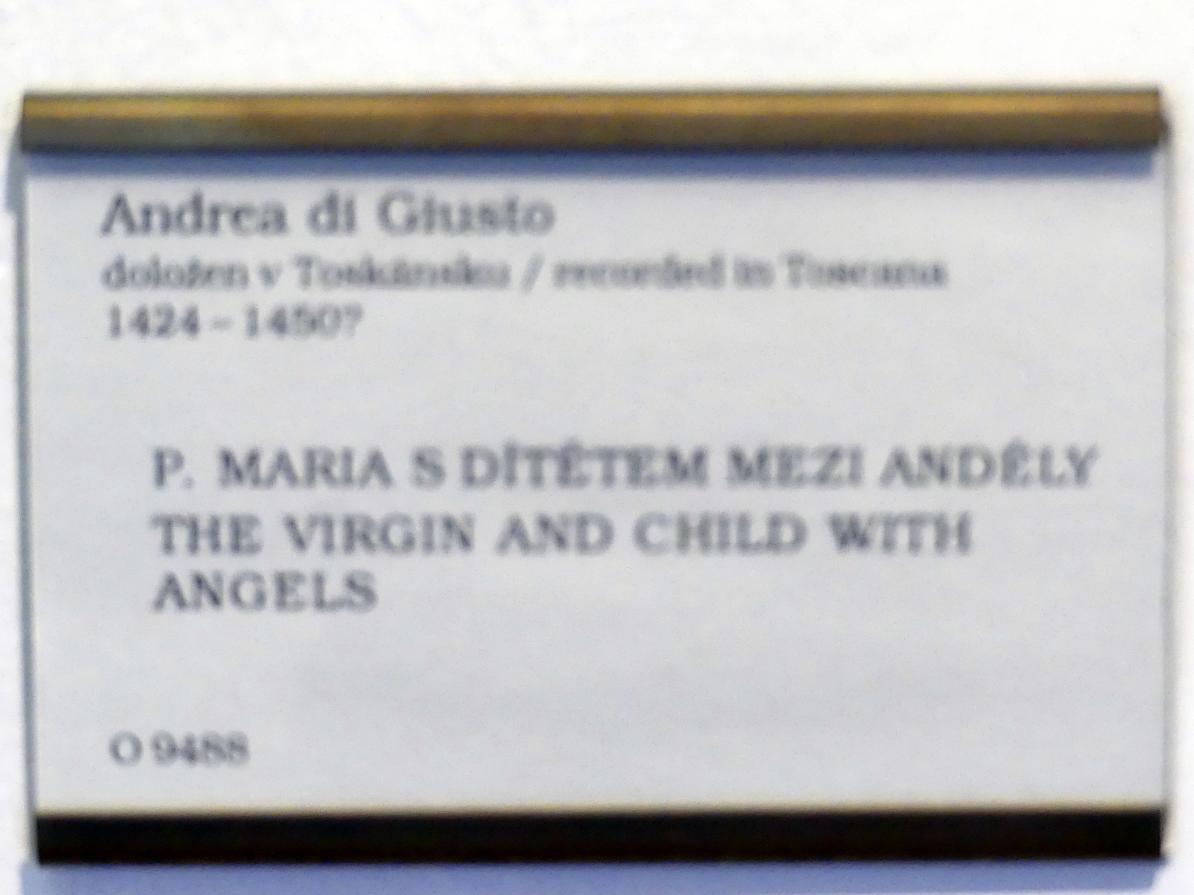 Andrea di Giusto
doložen v Toskánsku / recorded in Toscana
1424 – 1450?
P. MARIA S DÍTĚTEM MEZI ANDĚLY
THE VIRGIN AND CHILD WITH
ANGELS
O 9488